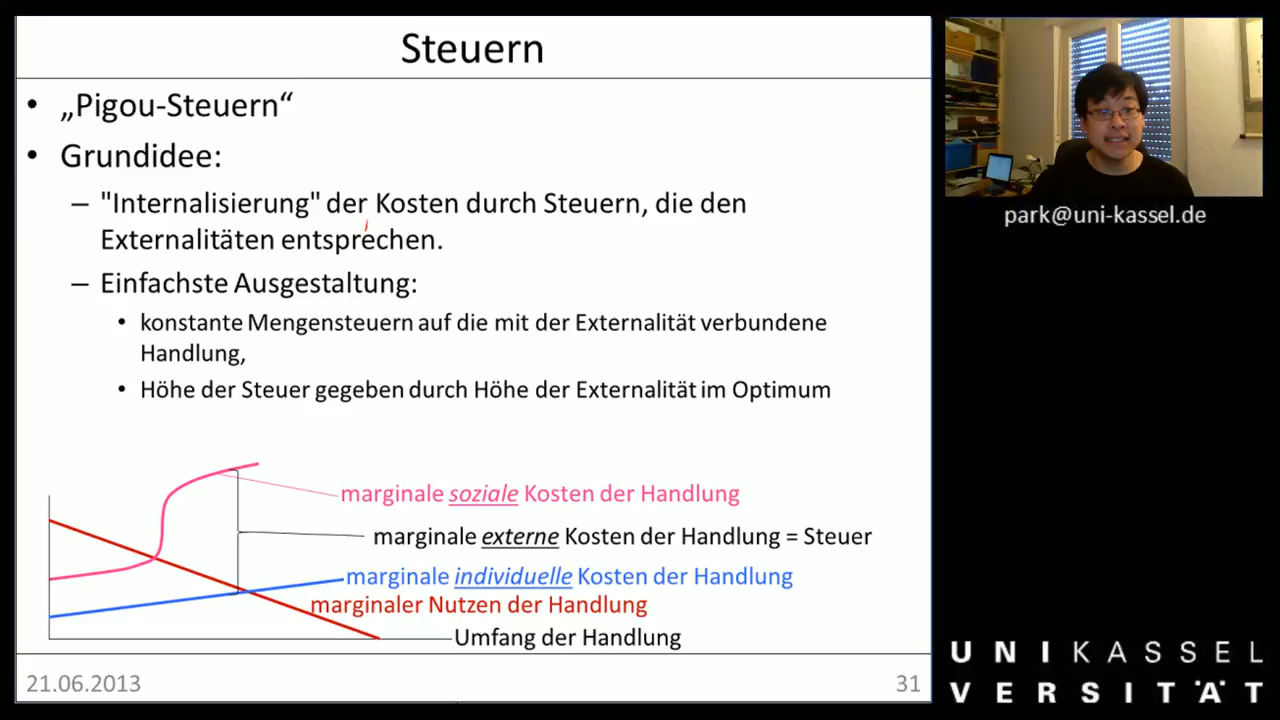 Steuern
• „Pigou-Steuern“
• Grundidee:
– "Internalisierung" der Kosten durch Steuern, die den
Externalitäten entsprechen.
– Einfachste Ausgestaltung:
• konstante Mengensteuern auf die mit der Externalität verbundene
Handlung,
• Höhe der Steuer gegeben durch Höhe der Externalität im Optimum
marginale soziale Kosten der Handlung
marginale externe Kosten der Handlung = Steuer
marginale individuelle Kosten der Handlung
marginaler Nutzen der Handlung
Umfang der Handlung
21.06.2013
31
park@uni-kassel.de
UNIKASSEL
VERSITÄT